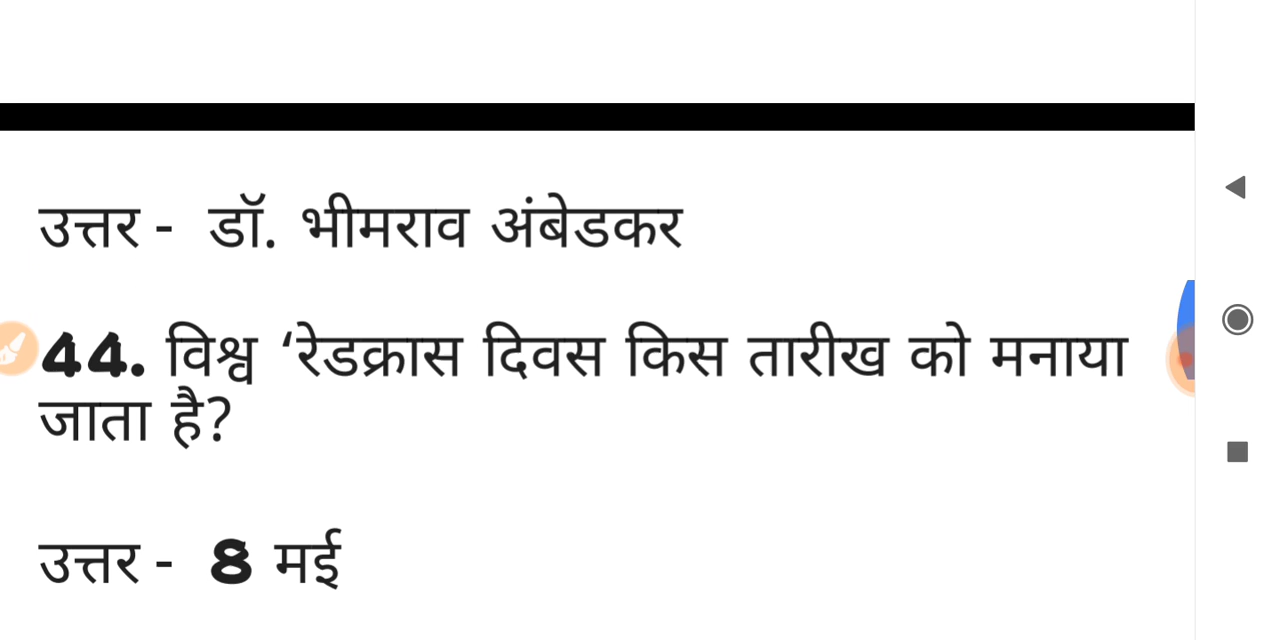 उत्तर - डॉ. भीमराव अंबेडकर
44. विश्व ‘रेडक्रास दिवस किस तारीख को मनाया
जाता है?
उत्तर - 8 मई